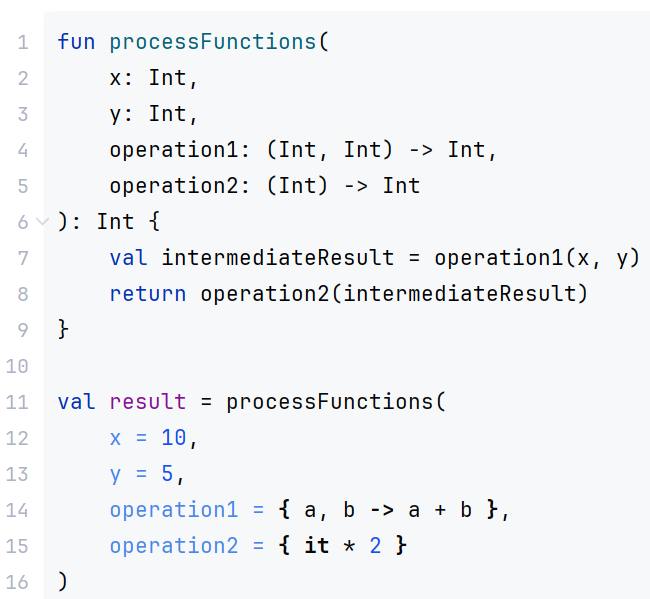 1 fun processFunctions(
2     x: Int,
3     y: Int,
4     operation1: (Int, Int) -> Int,
5     operation2: (Int) -> Int
6 ): Int {
7     val intermediateResult = operation1(x, y)
8     return operation2(intermediateResult)
9 }
10
11 val result = processFunctions(
12     x = 10,
13     y = 5,
14     operation1 = { a, b -> a + b },
15     operation2 = { it * 2 }
16 )